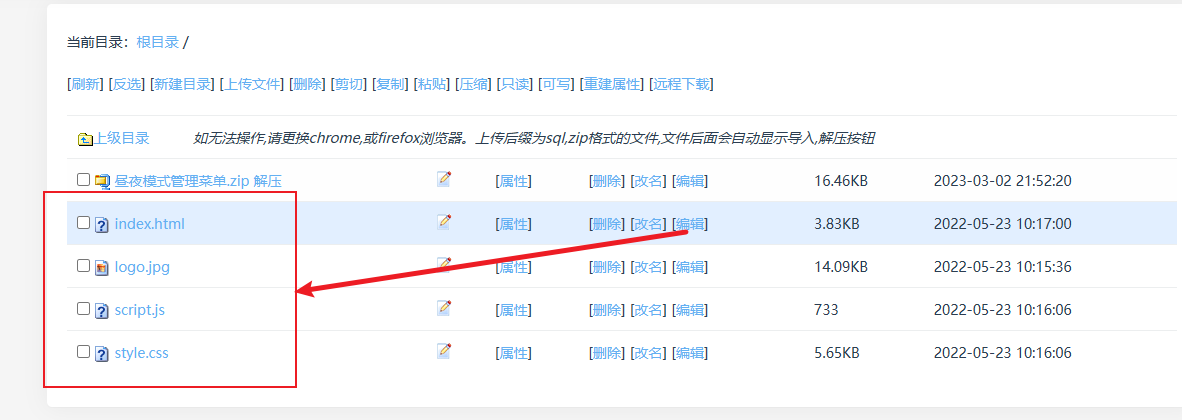 当前目录：根目录 /
[刷新] [反选] [新建目录] [上传文件] [删除] [剪切] [复制] [粘贴] [压缩] [只读] [可写] [重建属性] [远程下载]
上级目录 如无法操作,请更换chrome,或firefox浏览器。上传后缀为sql,zip格式的文件,文件后面会自动显示导入,解压按钮
昼夜模式管理菜单.zip 解压 [属性] [删除] [改名] [编辑] 16.46KB 2023-03-02 21:52:20
index.html [属性] [删除] [改名] [编辑] 3.83KB 2022-05-23 10:17:00
logo.jpg [属性] [删除] [改名] [编辑] 14.09KB 2022-05-23 10:15:36
script.js [属性] [删除] [改名] [编辑] 733 2022-05-23 10:16:06
style.css [属性] [删除] [改名] [编辑] 5.65KB 2022-05-23 10:16:06